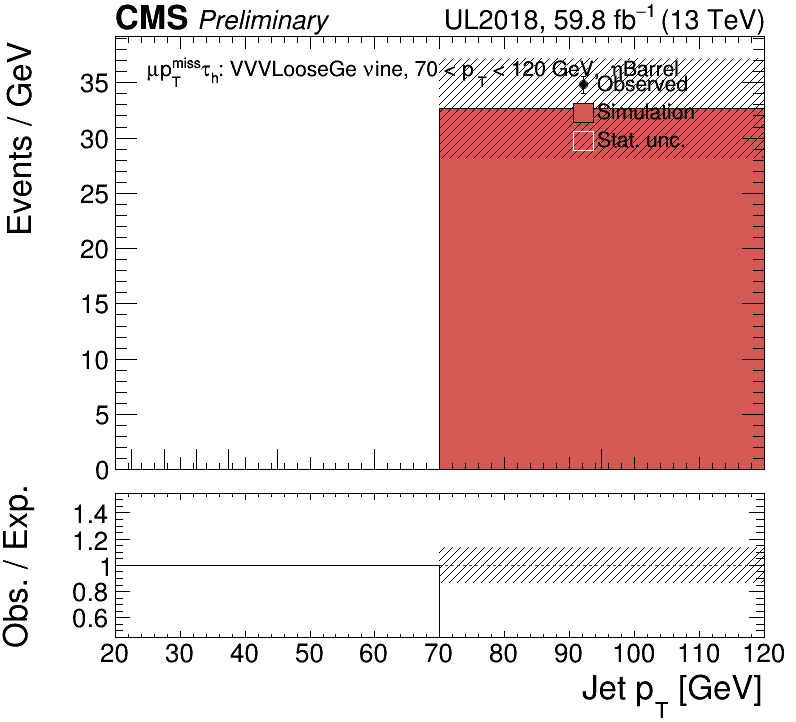 CMS Preliminary UL2018, 59.8 fb⁻¹ (13 TeV)
Events / GeV
μp_T^miss τ_h: VVVLooseGe νine, 70 < p_T < 120 GeV, ηBarrel
Observed
Simulation
Stat. unc.
35
30
25
20
15
10
5
0
Obs. / Exp.
1.4
1.2
1
0.8
0.6
20 30 40 50 60 70 80 90 100 110 120
Jet p_T [GeV]